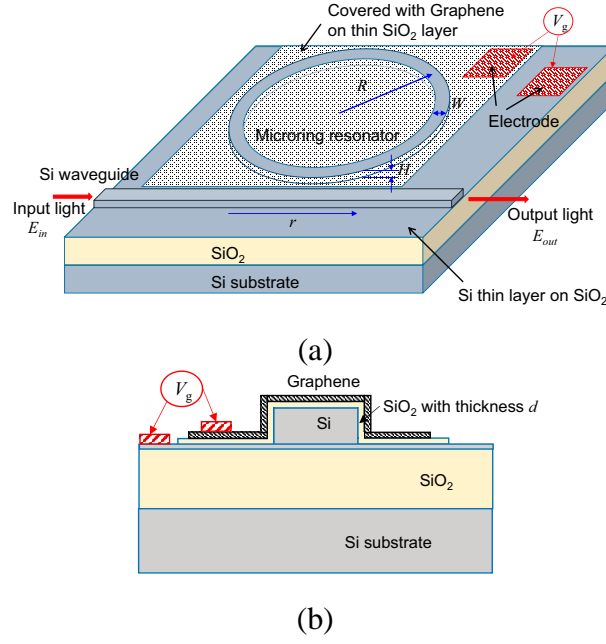 Covered with Graphene
on thin SiO2 layer
Vg
R
W
Electrode
Microring resonator
Si waveguide
H
Input light
Ein
r
Output light
Eout
SiO2
Si substrate
Si thin layer on SiO2
(a)
Graphene
Vg
SiO2 with thickness d
Si
SiO2
Si substrate
(b)